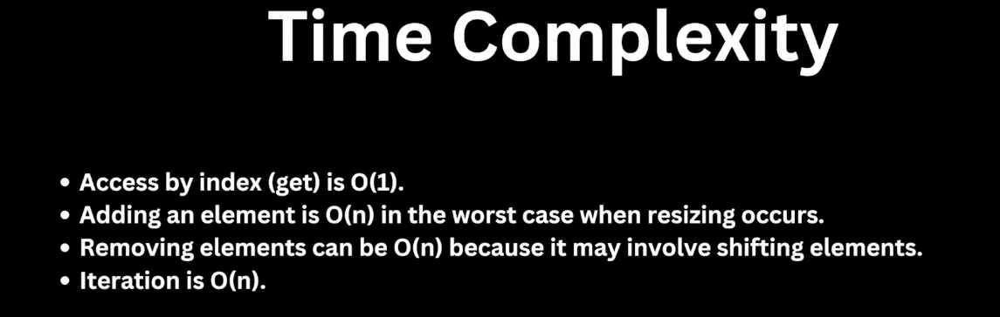 Time Complexity
• Access by index (get) is O(1).
• Adding an element is O(n) in the worst case when resizing occurs.
• Removing elements can be O(n) because it may involve shifting elements.
• Iteration is O(n).